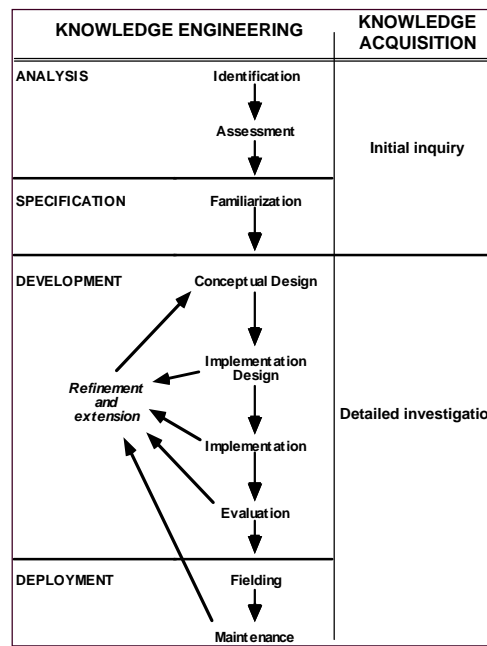 KNOWLEDGE ENGINEERING
KNOWLEDGE
ACQUISITION
ANALYSIS
Identification
Assessment
Initial inquiry
SPECIFICATION
Familiarization
DEVELOPMENT
Conceptual Design
Implementation
Design
Refinement
and
extension
Detailed investigatio
Implementation
Evaluation
DEPLOYMENT
Fielding
Maintenance